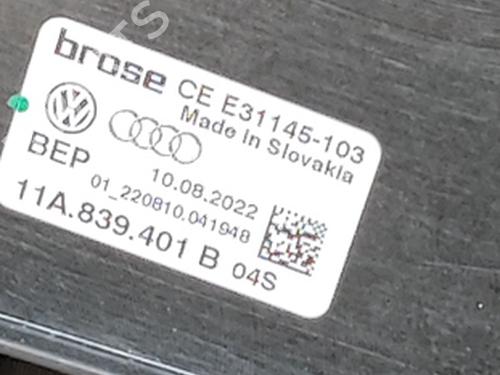 brose CE E31145-103
Made in Slovakia
BEP
10.08.2022
01_220810.041948
11A.839.401 B 04S